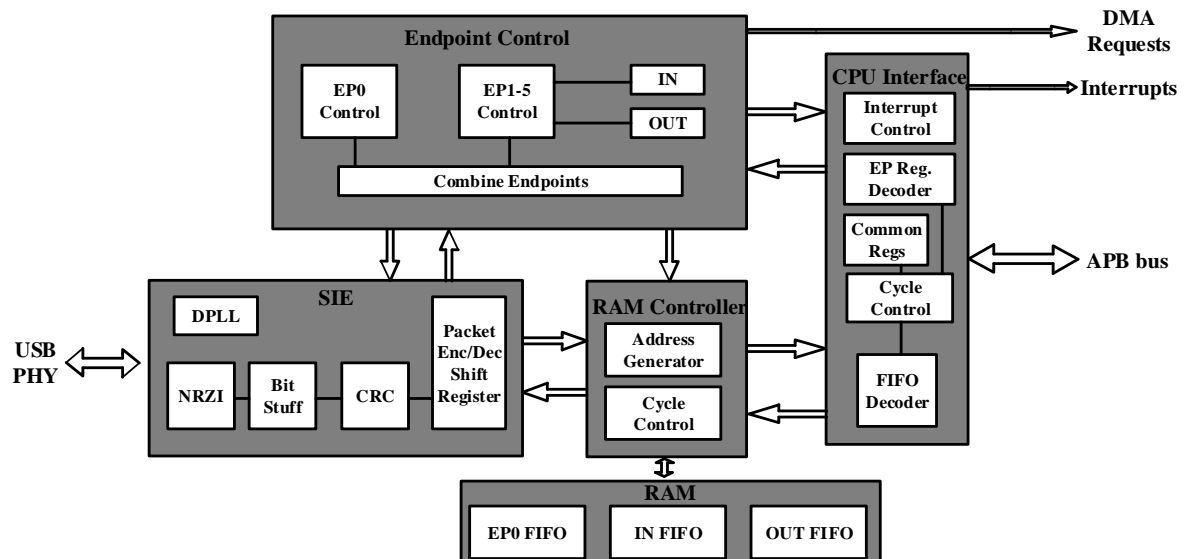 Endpoint Control
DMA
Requests
CPU Interface
Interrupts
EP0
Control
EP1-5
Control
IN
OUT
Combine Endpoints
Interrupt
Control
EP Reg.
Decoder
Common
Regs
Cycle
Control
FIFO
Decoder
APB bus
SIE
DPLL
NRZI
Bit
Stuff
CRC
Packet
Enc/Dec
Shift
Register
USB
PHY
RAM Controller
Address
Generator
Cycle
Control
RAM
EP0 FIFO
IN FIFO
OUT FIFO